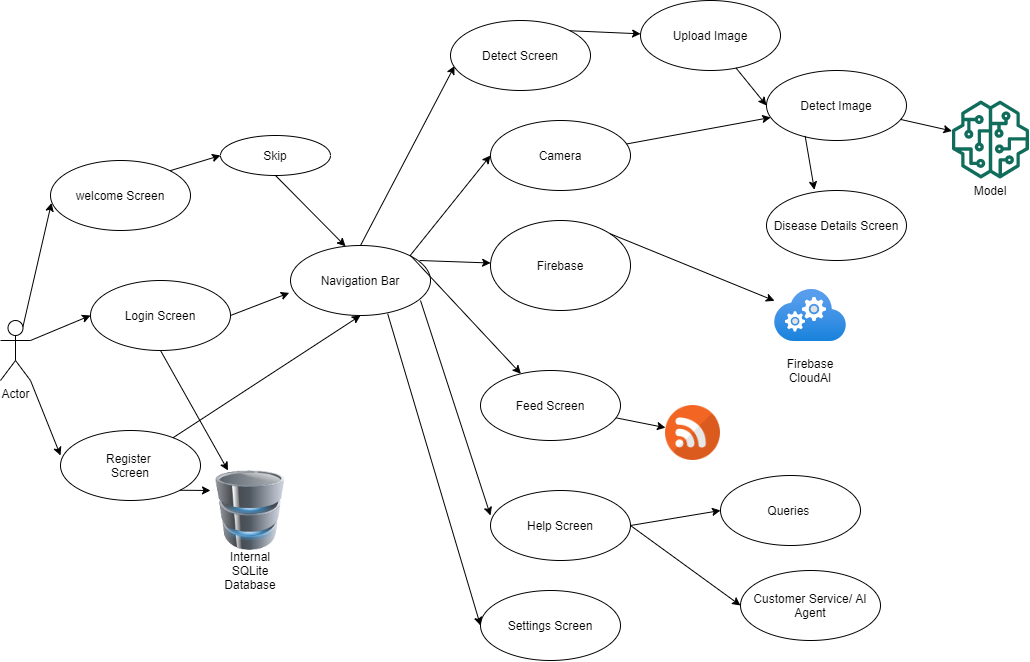 Detect Screen
Upload Image
Detect Image
Camera
Skip
welcome Screen
Model
Disease Details Screen
Firebase
Navigation Bar
Login Screen
Firebase
CloudAI
Actor
Feed Screen
Register
Screen
Queries
Help Screen
Internal
SQLite
Database
Customer Service/ AI
Agent
Settings Screen